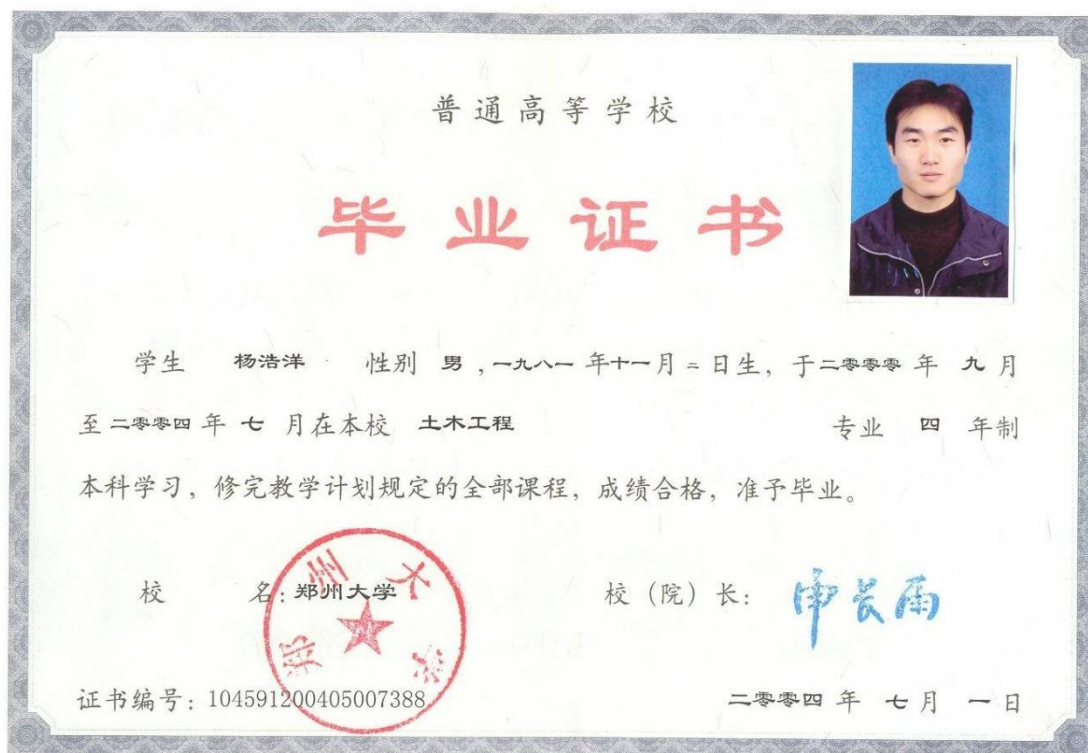 普通高等学校
毕业证书
学生 杨浩洋 性别 男 ,一九八一 年十一月 二 日生, 于二零零零 年 九 月
至 二零零四 年 七 月在本校 土木工程 专业 四 年制
本科学习, 修完教学计划规定的全部课程, 成绩合格, 准予毕业。
校 名: 郑州大学 校 (院) 长: 申长雨
郑州大学
证书编号: 104591200405007388 二零零四 年 七 月 一 日